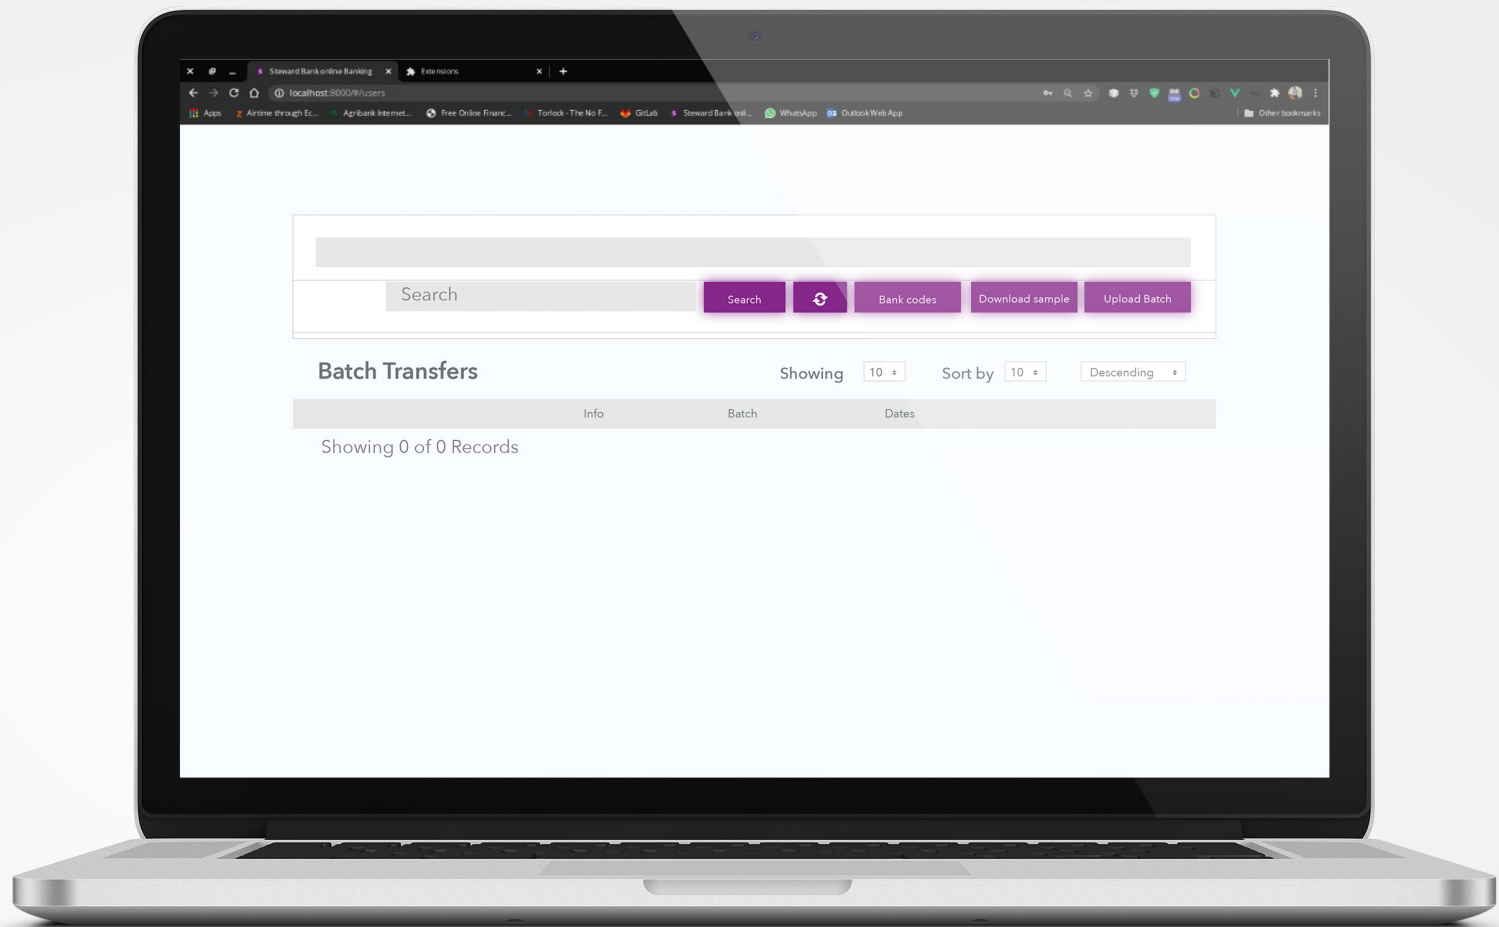 Steward Bank online Banking Extensions
localhost:8000/#/users
Apps Airtime through Ec... Agribank Internet... Free Online Financ... Torlock - The No F... GitLab Steward Bank onli... WhatsApp Outlook Web App Other bookmarks
Search Search Bank codes Download sample Upload Batch
Batch Transfers Showing 10 Sort by 10 Descending
Info Batch Dates
Showing 0 of 0 Records